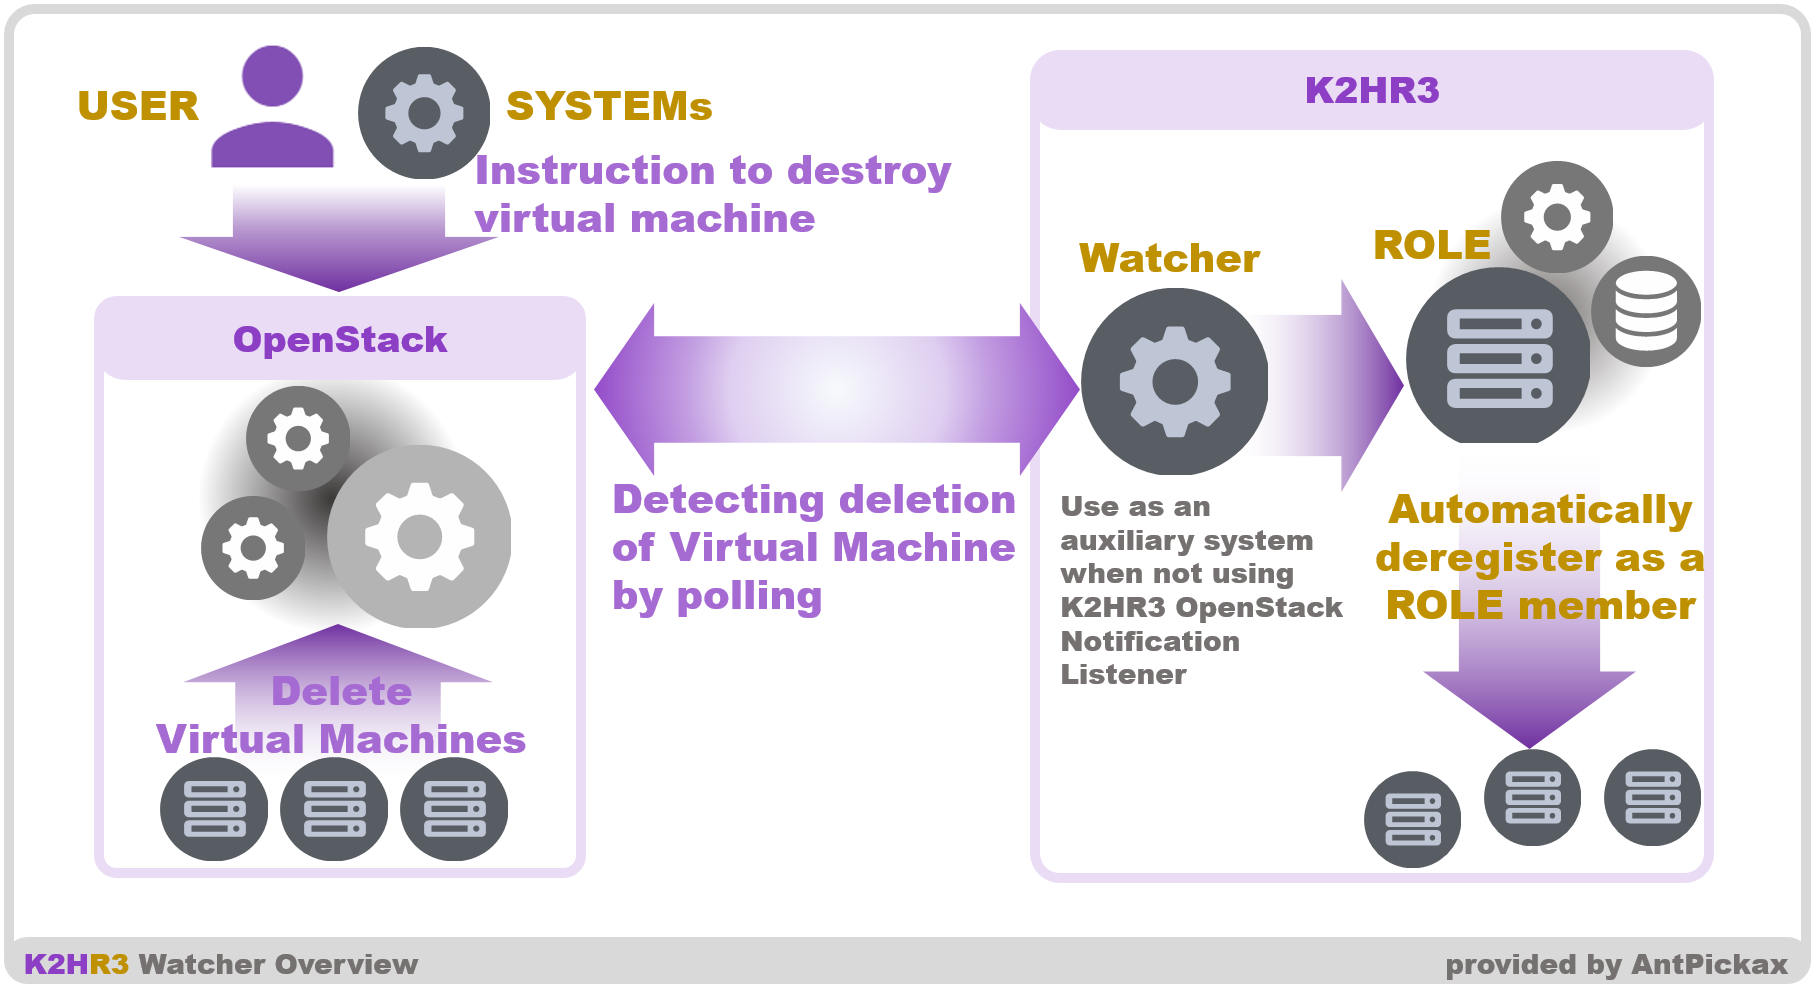 USER
SYSTEMs
Instruction to destroy
virtual machine
OpenStack
Delete
Virtual Machines
Detecting deletion
of Virtual Machine
by polling
K2HR3
Watcher
ROLE
Use as an
auxiliary system
when not using
K2HR3 OpenStack
Notification
Listener
Automatically
deregister as a
ROLE member
K2HR3 Watcher Overview
provided by AntPickax